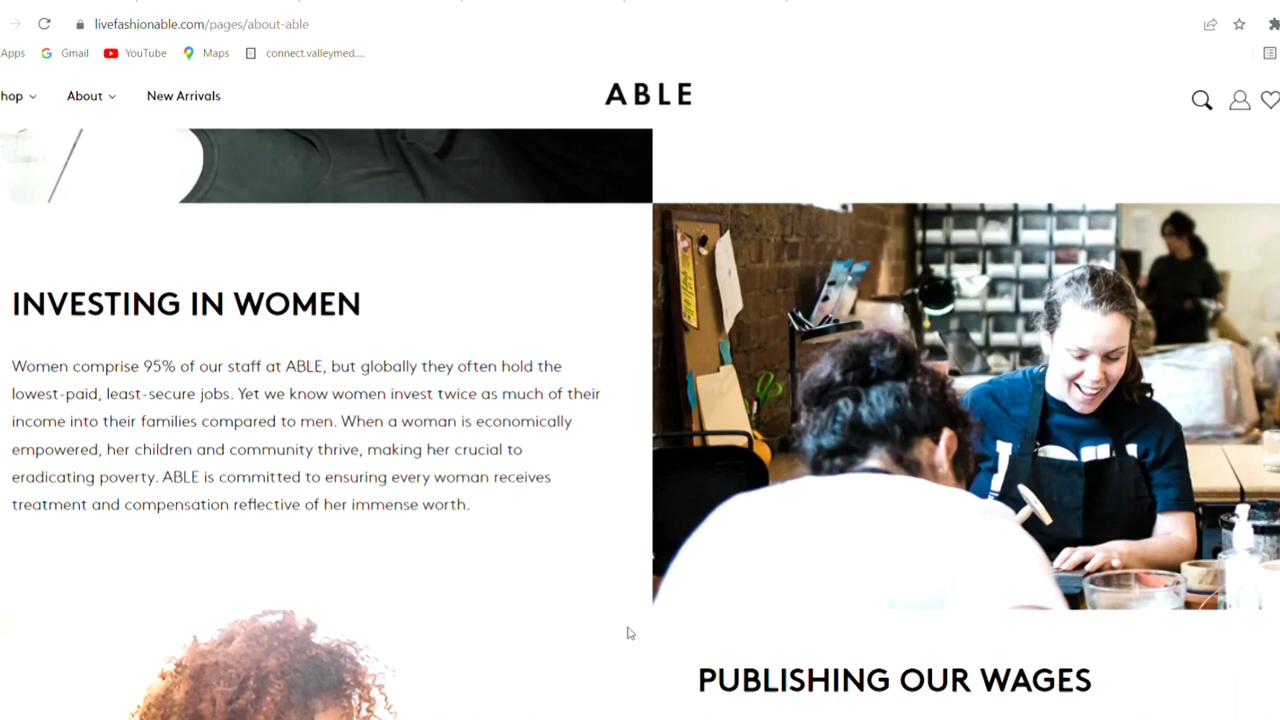 livefashionable.com/pages/about-able
Apps Gmail YouTube Maps connect.valleymed....
hop About New Arrivals
ABLE
INVESTING IN WOMEN
Women comprise 95% of our staff at ABLE, but globally they often hold the
lowest-paid, least-secure jobs. Yet we know women invest twice as much of their
income into their families compared to men. When a woman is economically
empowered, her children and community thrive, making her crucial to
eradicating poverty. ABLE is committed to ensuring every woman receives
treatment and compensation reflective of her immense worth.
PUBLISHING OUR WAGES